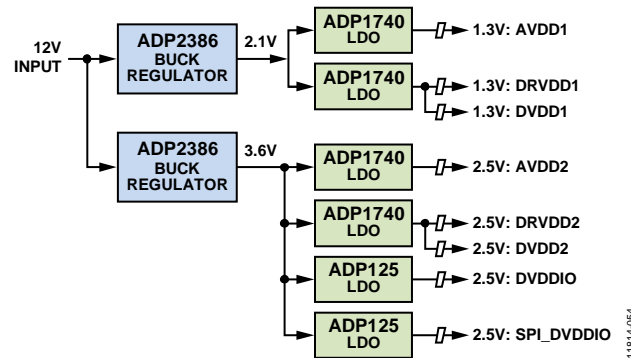 12V
INPUT
ADP2386
BUCK
REGULATOR
2.1V
ADP1740
LDO
1.3V: AVDD1
ADP1740
LDO
1.3V: DRVDD1
1.3V: DVDD1
ADP2386
BUCK
REGULATOR
3.6V
ADP1740
LDO
2.5V: AVDD2
ADP1740
LDO
2.5V: DRVDD2
2.5V: DVDD2
ADP125
LDO
2.5V: DVDDIO
ADP125
LDO
2.5V: SPI_DVDDIO
11814-054